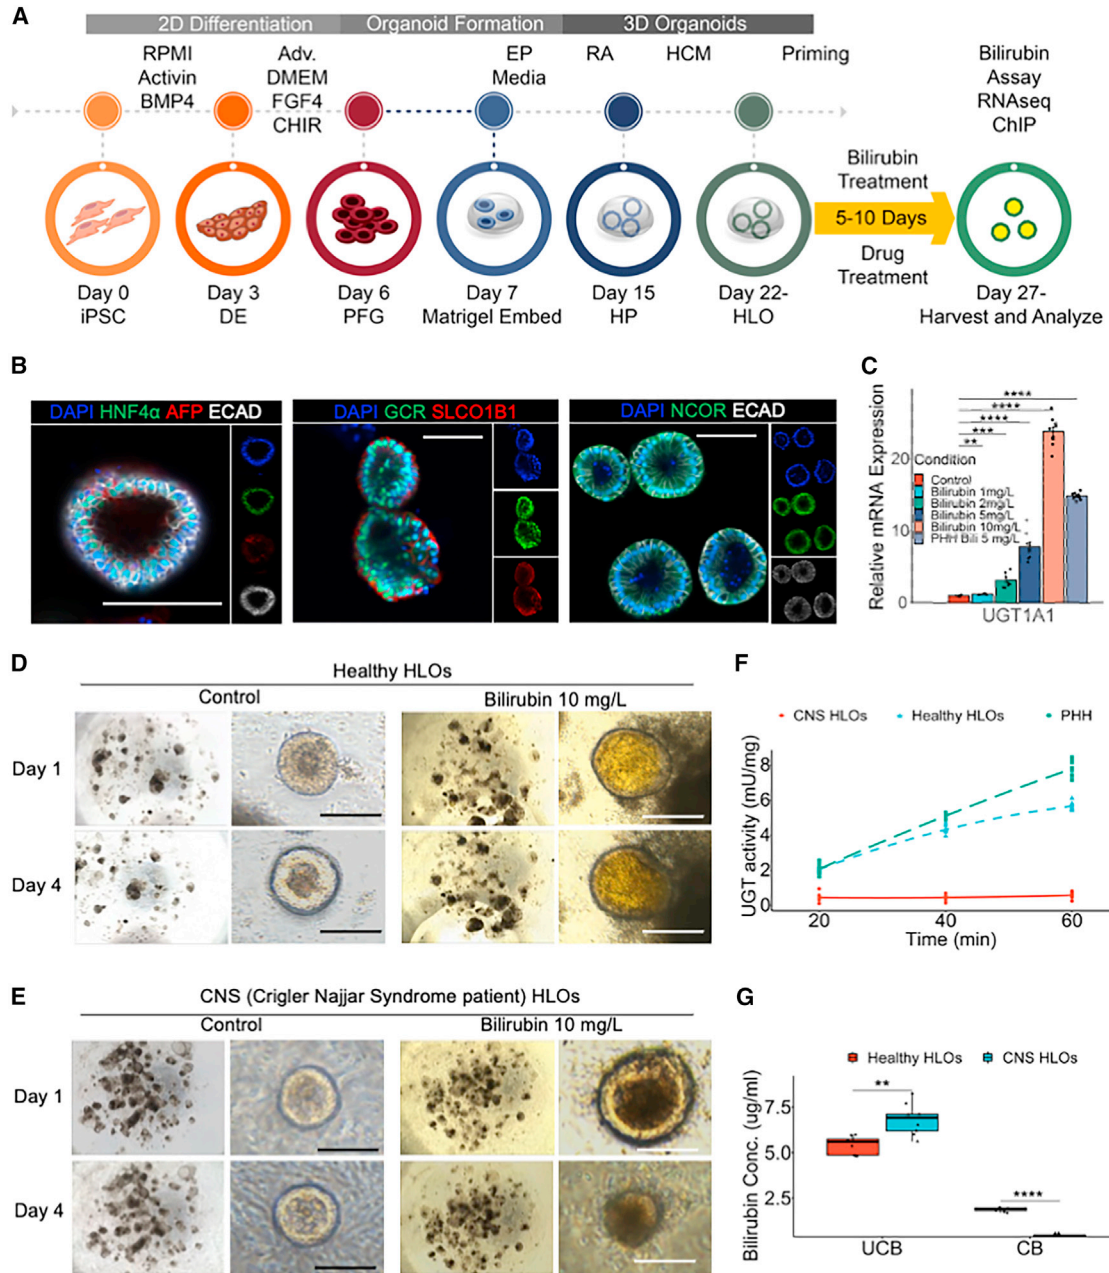 A
2D Differentiation
Organoid Formation
3D Organoids
RPMI
Activin
BMP4
Adv.
DMEM
FGF4
CHIR
EP
Media
RA
HCM
Priming
Bilirubin
Assay
RNAseq
ChIP
Bilirubin
Treatment
5-10 Days
Drug
Treatment
Day 0
iPSC
Day 3
DE
Day 6
PFG
Day 7
Matrigel Embed
Day 15
HP
Day 22-
HLO
Day 27-
Harvest and Analyze
B
DAPI HNF4α AFP ECAD
DAPI GCR SLCO1B1
DAPI NCOR ECAD
C
Relative mRNA Expression
20
10
0
****
****
****
***
**
Condition
Control
Bilirubin 1mg/L
Bilirubin 2mg/L
Bilirubin 5mg/L
Bilirubin 10mg/L
PHH Bili 5 mg/L
UGT1A1
D
Healthy HLOs
Control
Bilirubin 10 mg/L
Day 1
Day 4
E
CNS (Crigler Najjar Syndrome patient) HLOs
Control
Bilirubin 10 mg/L
Day 1
Day 4
F
CNS HLOs
Healthy HLOs
PHH
UGT activity (mU/mg)
8
6
4
2
0
20
40
60
Time (min)
G
Healthy HLOs
CNS HLOs
Bilirubin Conc. (ug/ml)
7.5
5.0
2.5
**
****
UCB
CB